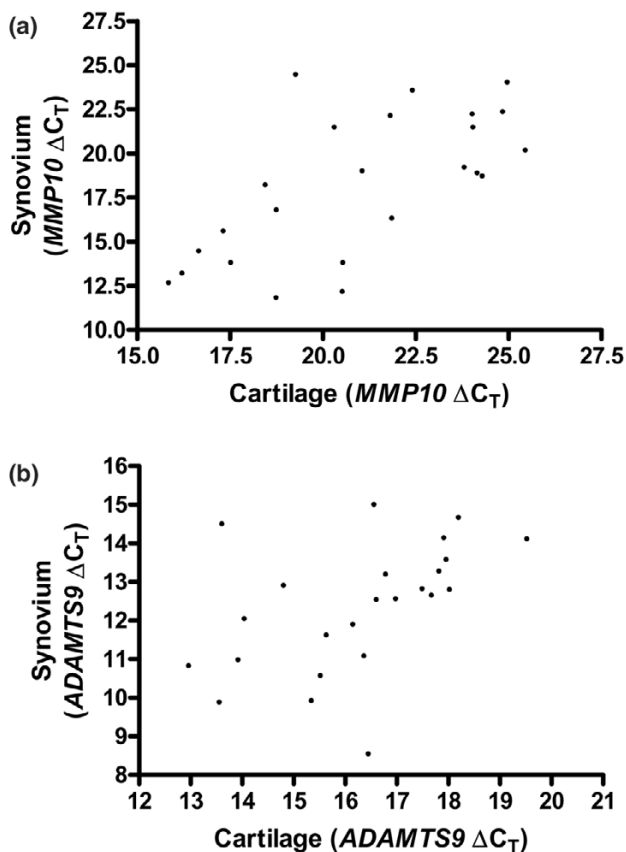 (a)
27.5
25.0
22.5
20.0
17.5
15.0
12.5
10.0
Synovium
(MMP10 ΔCT)
15.0 17.5 20.0 22.5 25.0 27.5
Cartilage (MMP10 ΔCT)
(b)
16
15
14
13
12
11
10
9
8
Synovium
(ADAMTS9 ΔCT)
12 13 14 15 16 17 18 19 20 21
Cartilage (ADAMTS9 ΔCT)